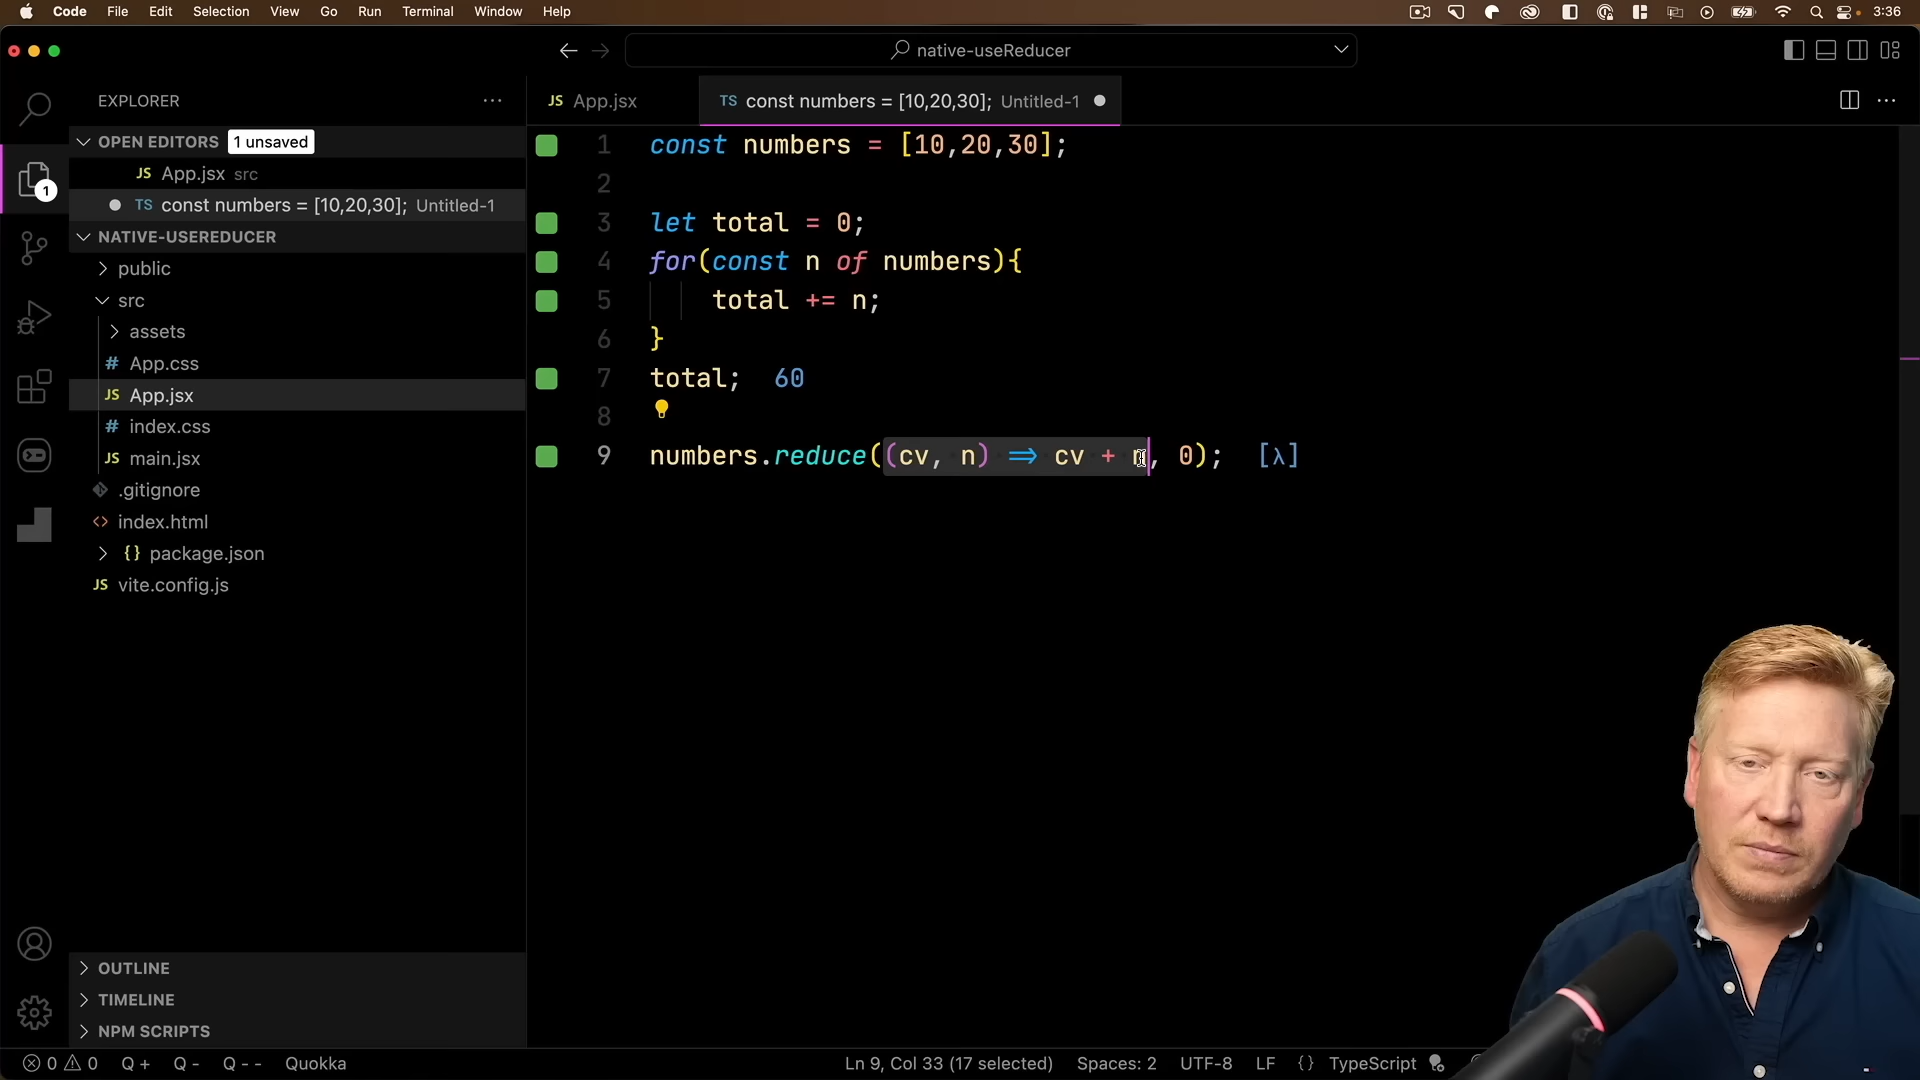 Code File Edit Selection View Go Run Terminal Window Help 3:36
native-useReducer
EXPLORER
OPEN EDITORS 1 unsaved
JS App.jsx src
TS const numbers = [10,20,30]; Untitled-1
NATIVE-USEREDUCER
public
src
assets
# App.css
JS App.jsx
# index.css
JS main.jsx
.gitignore
<> index.html
{} package.json
JS vite.config.js
OUTLINE
TIMELINE
NPM SCRIPTS
1
JS App.jsx
TS const numbers = [10,20,30]; Untitled-1
1 const numbers = [10,20,30];
2
3 let total = 0;
4 for(const n of numbers){
5 total += n;
6 }
7 total; 60
8
9 numbers.reduce((cv, n) => cv + n, 0); [λ]
0 0 Q + Q - Q -- Quokka Ln 9, Col 33 (17 selected) Spaces: 2 UTF-8 LF {} TypeScript